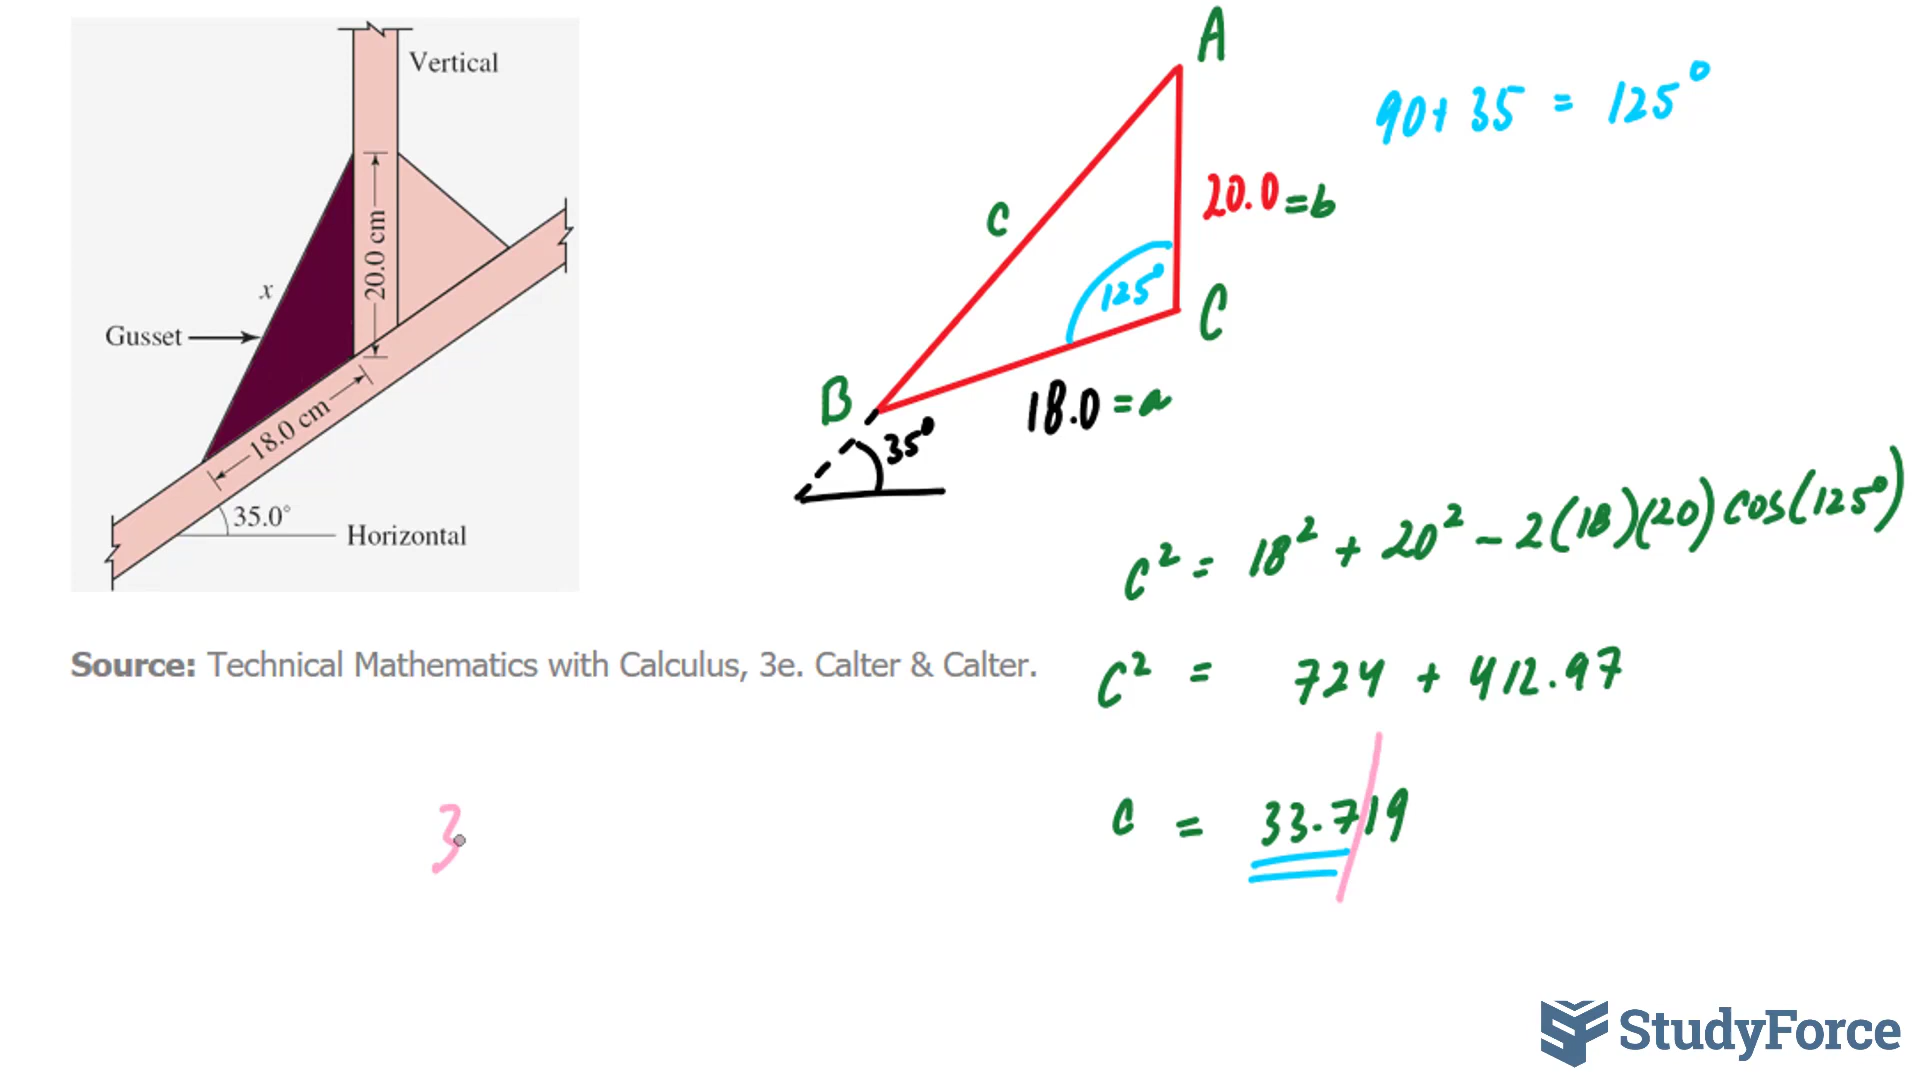 Vertical
20.0 cm
x
Gusset
18.0 cm
35.0°
Horizontal
Source: Technical Mathematics with Calculus, 3e. Calter & Calter.
A
90+35 = 125°
c
20.0 = b
125°
C
B
18.0 = a
35°
c² = 18² + 20² - 2(18)(20) cos(125°)
c² = 724 + 412.97
c = 33.719
3
StudyForce